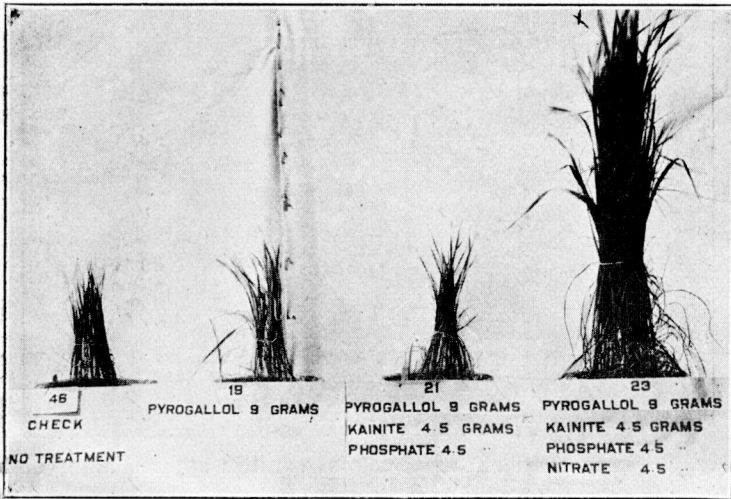 46
CHECK
NO TREATMENT
19
PYROGALLOL 9 GRAMS
21
PYROGALLOL 9 GRAMS
KAINITE 4.5 GRAMS
PHOSPHATE 4.5
23
PYROGALLOL 9 GRAMS
KAINITE 4.5 GRAMS
PHOSPHATE 4.5 "
NITRATE 4.5 "